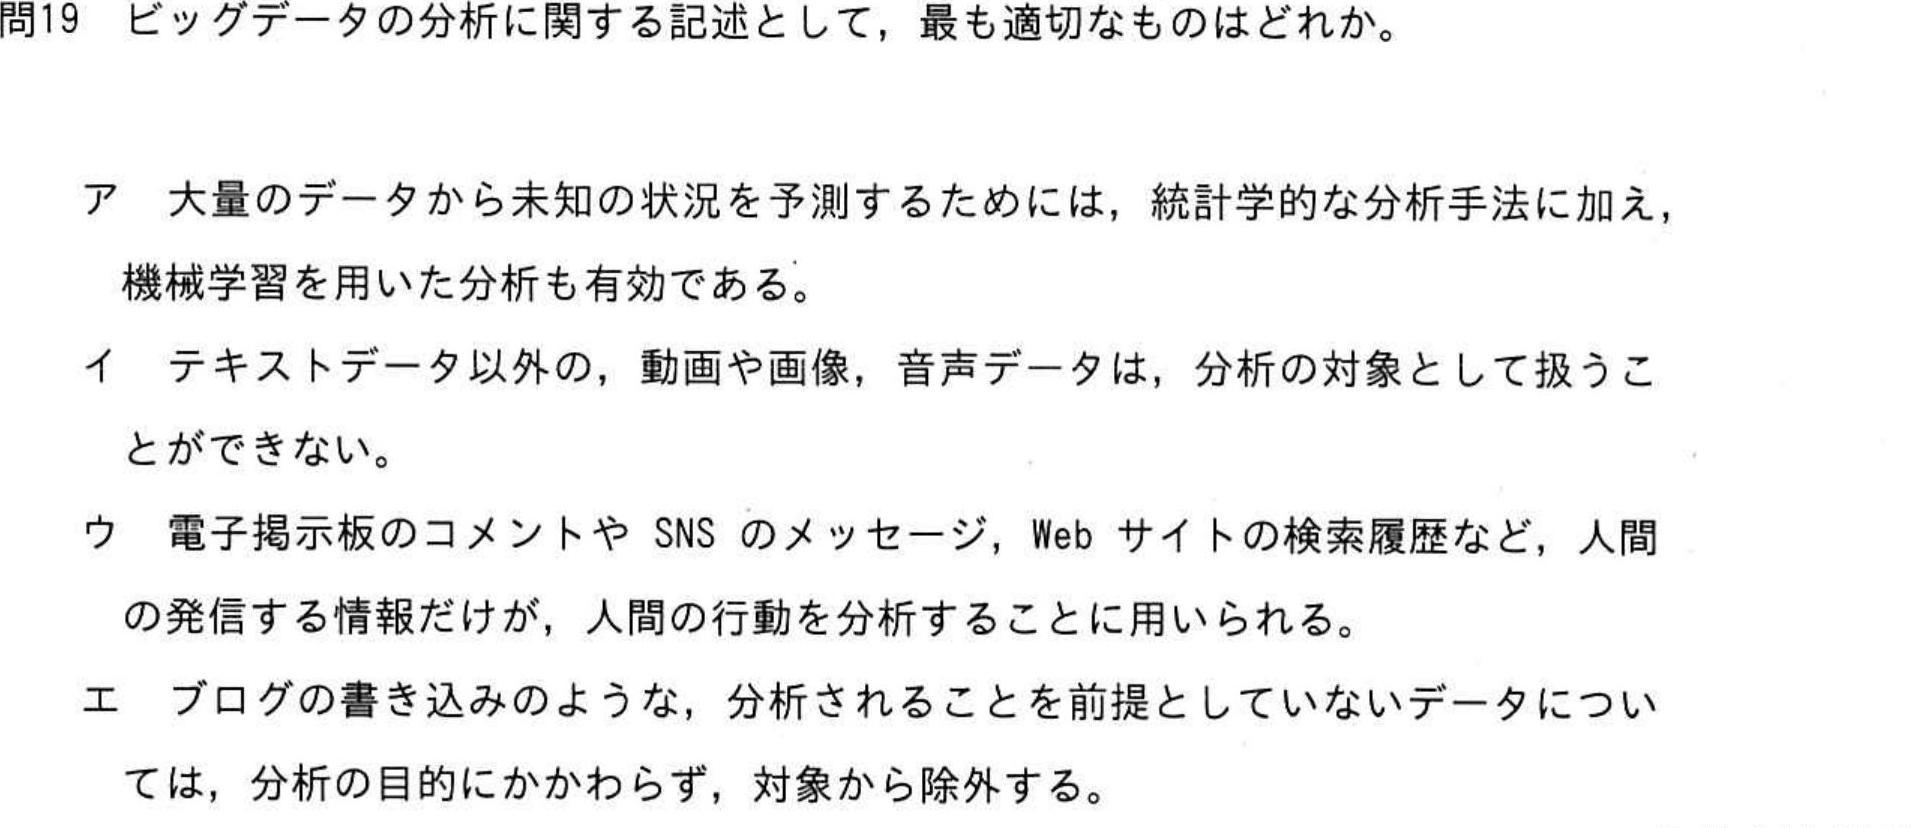 問19　ビッグデータの分析に関する記述として，最も適切なものはどれか。
ア　大量のデータから未知の状況を予測するためには，統計学的な分析手法に加え，
機械学習を用いた分析も有効である。
イ　テキストデータ以外の，動画や画像，音声データは，分析の対象として扱うこ
とができない。
ウ　電子掲示板のコメントや SNS のメッセージ，Web サイトの検索履歴など，人間
の発信する情報だけが，人間の行動を分析することに用いられる。
エ　ブログの書き込みのような，分析されることを前提としていないデータについ
ては，分析の目的にかかわらず，対象から除外する。